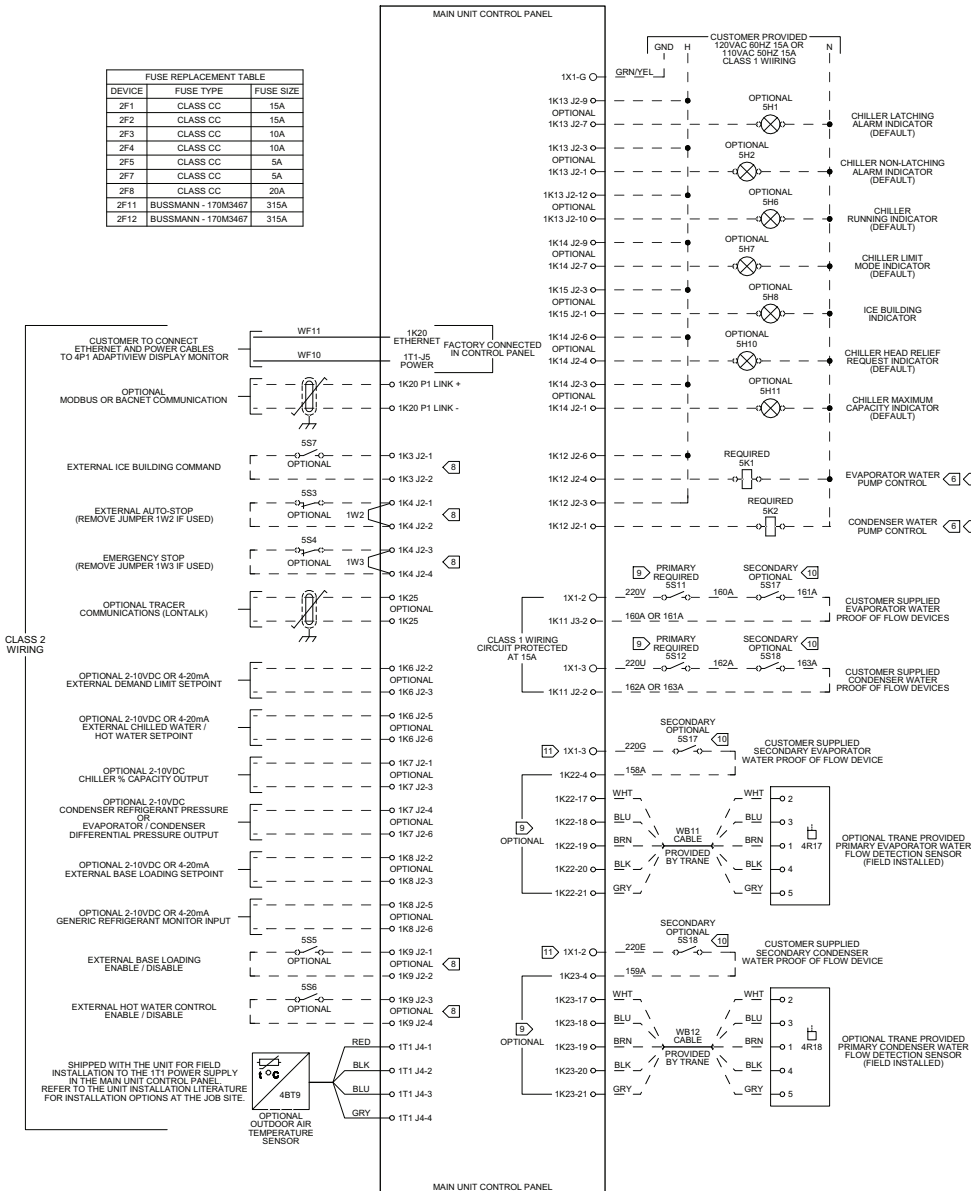 MAIN UNIT CONTROL PANEL
FUSE REPLACEMENT TABLE
DEVICE FUSE TYPE FUSE SIZE
2F1 CLASS CC 15A
2F2 CLASS CC 15A
2F3 CLASS CC 10A
2F4 CLASS CC 10A
2F5 CLASS CC 5A
2F7 CLASS CC 5A
2F8 CLASS CC 20A
2F11 BUSSMANN - 170M3467 315A
2F12 BUSSMANN - 170M3467 315A
CLASS 2
WIRING
CUSTOMER TO CONNECT
ETHERNET AND POWER CABLES
TO 4P1 ADAPTIVIEW DISPLAY MONITOR
WF11
WF10
1K20
ETHERNET
1T1-J5
POWER
FACTORY CONNECTED
IN CONTROL PANEL
OPTIONAL
MODBUS OR BACNET COMMUNICATION
1K20 P1 LINK +
1K20 P1 LINK -
EXTERNAL ICE BUILDING COMMAND
5S7
OPTIONAL
1K3 J2-1
1K3 J2-2
8
EXTERNAL AUTO-STOP
(REMOVE JUMPER 1W2 IF USED)
5S3
OPTIONAL
1W2
1K4 J2-1
1K4 J2-2
8
EMERGENCY STOP
(REMOVE JUMPER 1W3 IF USED)
5S4
OPTIONAL
1W3
1K4 J2-3
1K4 J2-4
8
OPTIONAL TRACER
COMMUNICATIONS (LONTALK)
1K25
OPTIONAL
1K25
OPTIONAL 2-10VDC OR 4-20mA
EXTERNAL DEMAND LIMIT SETPOINT
1K6 J2-2
OPTIONAL
1K6 J2-3
OPTIONAL 2-10VDC OR 4-20mA
EXTERNAL CHILLED WATER /
HOT WATER SETPOINT
1K6 J2-5
OPTIONAL
1K6 J2-6
OPTIONAL 2-10VDC
CHILLER % CAPACITY OUTPUT
1K7 J2-1
OPTIONAL
1K7 J2-3
OPTIONAL 2-10VDC
CONDENSER REFRIGERANT PRESSURE
OR
EVAPORATOR / CONDENSER
DIFFERENTIAL PRESSURE OUTPUT
1K7 J2-4
OPTIONAL
1K7 J2-6
OPTIONAL 2-10VDC OR 4-20mA
EXTERNAL BASE LOADING SETPOINT
1K8 J2-2
OPTIONAL
1K8 J2-3
OPTIONAL 2-10VDC OR 4-20mA
GENERIC REFRIGERANT MONITOR INPUT
1K8 J2-5
OPTIONAL
1K8 J2-6
EXTERNAL BASE LOADING
ENABLE / DISABLE
5S5
OPTIONAL
1K9 J2-1
OPTIONAL
1K9 J2-2
8
EXTERNAL HOT WATER CONTROL
ENABLE / DISABLE
5S6
OPTIONAL
1K9 J2-3
OPTIONAL
1K9 J2-4
8
SHIPPED WITH THE UNIT FOR FIELD
INSTALLATION TO THE 1T1 POWER SUPPLY
IN THE MAIN UNIT CONTROL PANEL.
REFER TO THE UNIT INSTALLATION LITERATURE
FOR INSTALLATION OPTIONS AT THE JOB SITE.
t °C
4BT9
OPTIONAL
OUTDOOR AIR
TEMPERATURE
SENSOR
RED 1T1 J4-1
BLK 1T1 J4-2
BLU 1T1 J4-3
GRY 1T1 J4-4
CUSTOMER PROVIDED
120VAC 60HZ 15A OR
110VAC 50HZ 15A
CLASS 1 WIIRING
GND H N
1X1-G GRN/YEL
1K13 J2-9
OPTIONAL
1K13 J2-7
OPTIONAL
5H1
CHILLER LATCHING
ALARM INDICATOR
(DEFAULT)
1K13 J2-3
OPTIONAL
1K13 J2-1
OPTIONAL
5H2
CHILLER NON-LATCHING
ALARM INDICATOR
(DEFAULT)
1K13 J2-12
OPTIONAL
1K13 J2-10
OPTIONAL
5H6
CHILLER
RUNNING INDICATOR
(DEFAULT)
1K14 J2-9
OPTIONAL
1K14 J2-7
OPTIONAL
5H7
CHILLER LIMIT
MODE INDICATOR
(DEFAULT)
1K15 J2-3
OPTIONAL
1K15 J2-1
OPTIONAL
5H8
ICE BUILDING
INDICATOR
1K14 J2-6
OPTIONAL
1K14 J2-4
OPTIONAL
5H10
CHILLER HEAD RELIEF
REQUEST INDICATOR
(DEFAULT)
1K14 J2-3
OPTIONAL
1K14 J2-1
OPTIONAL
5H11
CHILLER MAXIMUM
CAPACITY INDICATOR
(DEFAULT)
1K12 J2-6
1K12 J2-4
REQUIRED
5K1
EVAPORATOR WATER
PUMP CONTROL
6
1K12 J2-3
1K12 J2-1
REQUIRED
5K2
CONDENSER WATER
PUMP CONTROL
6
CLASS 1 WIRING
CIRCUIT PROTECTED
AT 15A
1X1-2 220V
9 PRIMARY
REQUIRED
5S11
160A
SECONDARY 10
OPTIONAL
5S17
161A
1K11 J3-2 160A OR 161A
CUSTOMER SUPPLIED
EVAPORATOR WATER
PROOF OF FLOW DEVICES
1X1-3 220U
9 PRIMARY
REQUIRED
5S12
162A
SECONDARY 10
OPTIONAL
5S18
163A
1K11 J2-2 162A OR 163A
CUSTOMER SUPPLIED
CONDENSER WATER
PROOF OF FLOW DEVICES
11 1X1-3 220G
SECONDARY
OPTIONAL 10
5S17
CUSTOMER SUPPLIED
SECONDARY EVAPORATOR
WATER PROOF OF FLOW DEVICE
1K22-4 158A
9
OPTIONAL
1K22-17 WHT WHT 2
1K22-18 BLU BLU 3
1K22-19 BRN BRN 1
1K22-20 BLK BLK 4
1K22-21 GRY GRY 5
WB11
CABLE
PROVIDED
BY TRANE
4R17
OPTIONAL TRANE PROVIDED
PRIMARY EVAPORATOR WATER
FLOW DETECTION SENSOR
(FIELD INSTALLED)
11 1X1-2 220E
SECONDARY
OPTIONAL 10
5S18
CUSTOMER SUPPLIED
SECONDARY CONDENSER
WATER PROOF OF FLOW DEVICE
1K23-4 159A
9
OPTIONAL
1K23-17 WHT WHT 2
1K23-18 BLU BLU 3
1K23-19 BRN BRN 1
1K23-20 BLK BLK 4
1K23-21 GRY GRY 5
WB12
CABLE
PROVIDED
BY TRANE
4R18
OPTIONAL TRANE PROVIDED
PRIMARY CONDENSER WATER
FLOW DETECTION SENSOR
(FIELD INSTALLED)
MAIN UNIT CONTROL PANEL